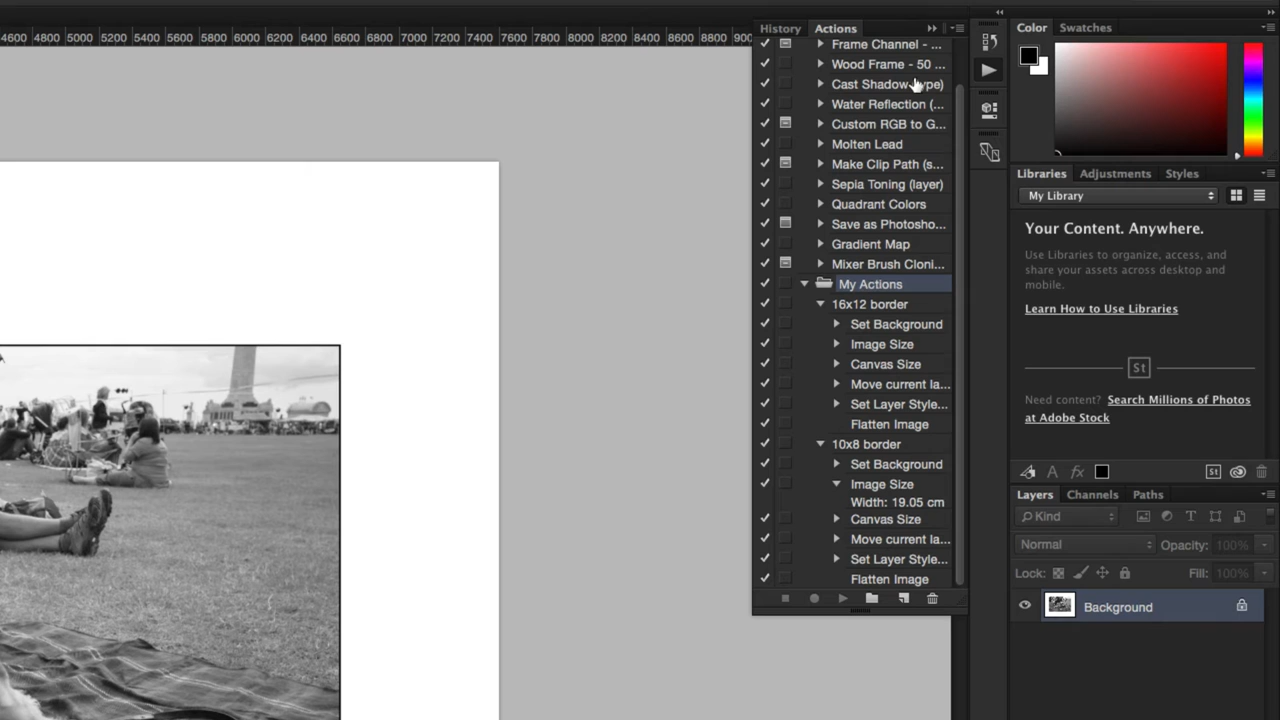 4600 4800 5000 5200 5400 5600 5800 6000 6200 6400 6600 6800 7000 7200 7400 7600 7800 8000 8200 8400 8600 8800
History Actions
Frame Channel - ...
Wood Frame - 50 ...
Cast Shadow
Water Reflection (...
Custom RGB to G...
Molten Lead
Make Clip Path (s...
Sepia Toning (layer)
Quadrant Colors
Save as Photosho...
Gradient Map
Mixer Brush Cloni...
My Actions
16x12 border
Set Background
Image Size
Canvas Size
Move current la...
Set Layer Style...
Flatten Image
10x8 border
Set Background
Image Size
Width: 19.05 cm
Canvas Size
Move current la...
Set Layer Style...
Flatten Image
Color Swatches
Libraries Adjustments Styles
My Library
Your Content. Anywhere.
Use Libraries to organize, access, and
share your assets across desktop and
mobile.
Learn How to Use Libraries
St
Need content? Search Millions of Photos
at Adobe Stock
A fx St
Layers Channels Paths
Kind T
Normal Opacity: 100%
Lock: Fill: 100%
Background